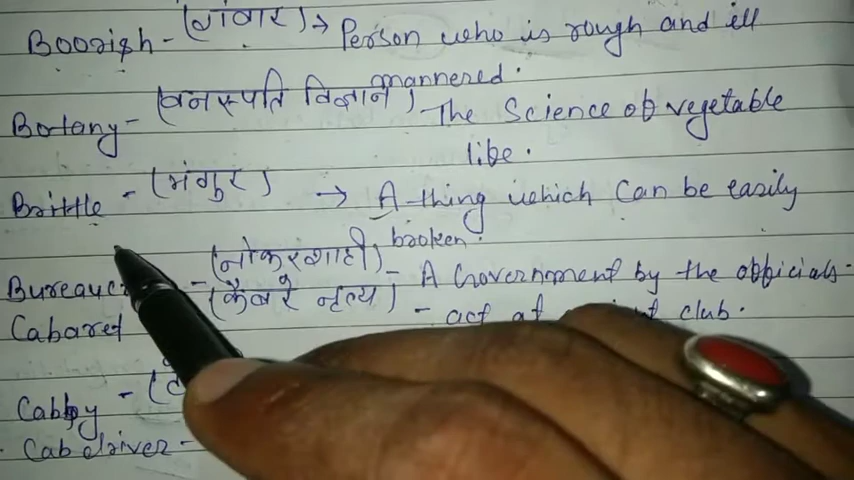 Boorish - (गांवार) → Person who is rough and ill
mannered.
Botany - (वनस्पति विज्ञान) - The Science of vegetable
life.
Brittle - (भंगुर) → A thing which can be easily
broken.
(नौकरशाही) - A Government by the officials.
Cabaret - (कैबरे नृत्य) - act at club.
Cabby - (
Cab driver -